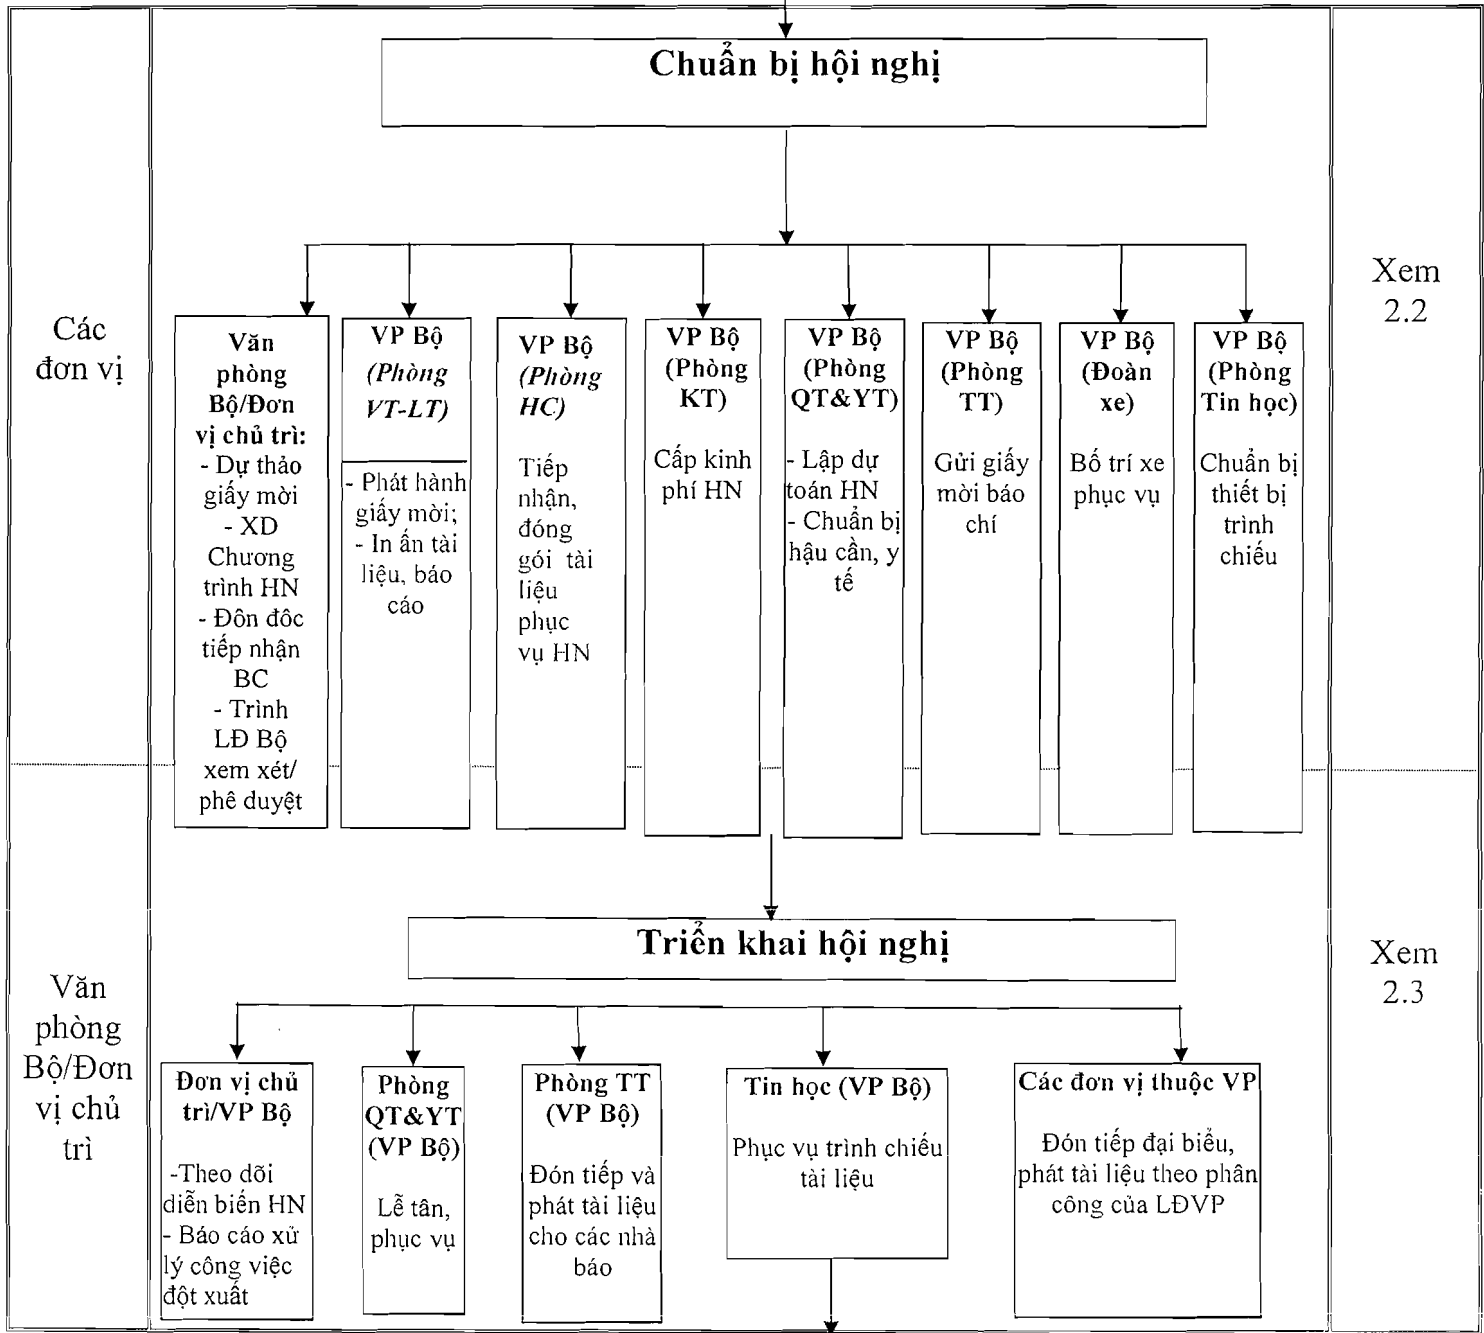 Chuẩn bị hội nghị
Các
đơn vị
Xem
2.2
Văn
phòng
Bộ/Đơn
vị chủ trì:
- Dự thảo
giấy mời
- XD
Chương
trình HN
- Đôn đôc
tiếp nhận
BC
- Trình
LĐ Bộ
xem xét/
phê duyệt
VP Bộ
(Phòng
VT-LT)
- Phát hành
giấy mời;
- In ấn tài
liệu, báo
cáo
VP Bộ
(Phòng
HC)
Tiếp
nhận,
đóng
gói tài
liệu
phục
vụ HN
VP Bộ
(Phòng
KT)
Cấp kinh
phí HN
VP Bộ
(Phòng
QT&YT)
- Lập dự
toán HN
- Chuẩn bị
hậu cần, y
tế
VP Bộ
(Phòng
TT)
Gửi giấy
mời báo
chí
VP Bộ
(Đoàn
xe)
Bố trí xe
phục vụ
VP Bộ
(Phòng
Tin học)
Chuẩn bị
thiết bị
trình
chiếu
Triển khai hội nghị
Văn
phòng
Bộ/Đơn
vị chủ
trì
Xem
2.3
Đơn vị chủ
trì/VP Bộ
-Theo dõi
diễn biến HN
- Báo cáo xử
lý công việc
đột xuất
Phòng
QT&YT
(VP Bộ)
Lễ tân,
phục vụ
Phòng TT
(VP Bộ)
Đón tiếp và
phát tài liệu
cho các nhà
báo
Tin học (VP Bộ)
Phục vụ trình chiếu
tài liệu
Các đơn vị thuộc VP
Đón tiếp đại biểu,
phát tài liệu theo phân
công của LĐVP